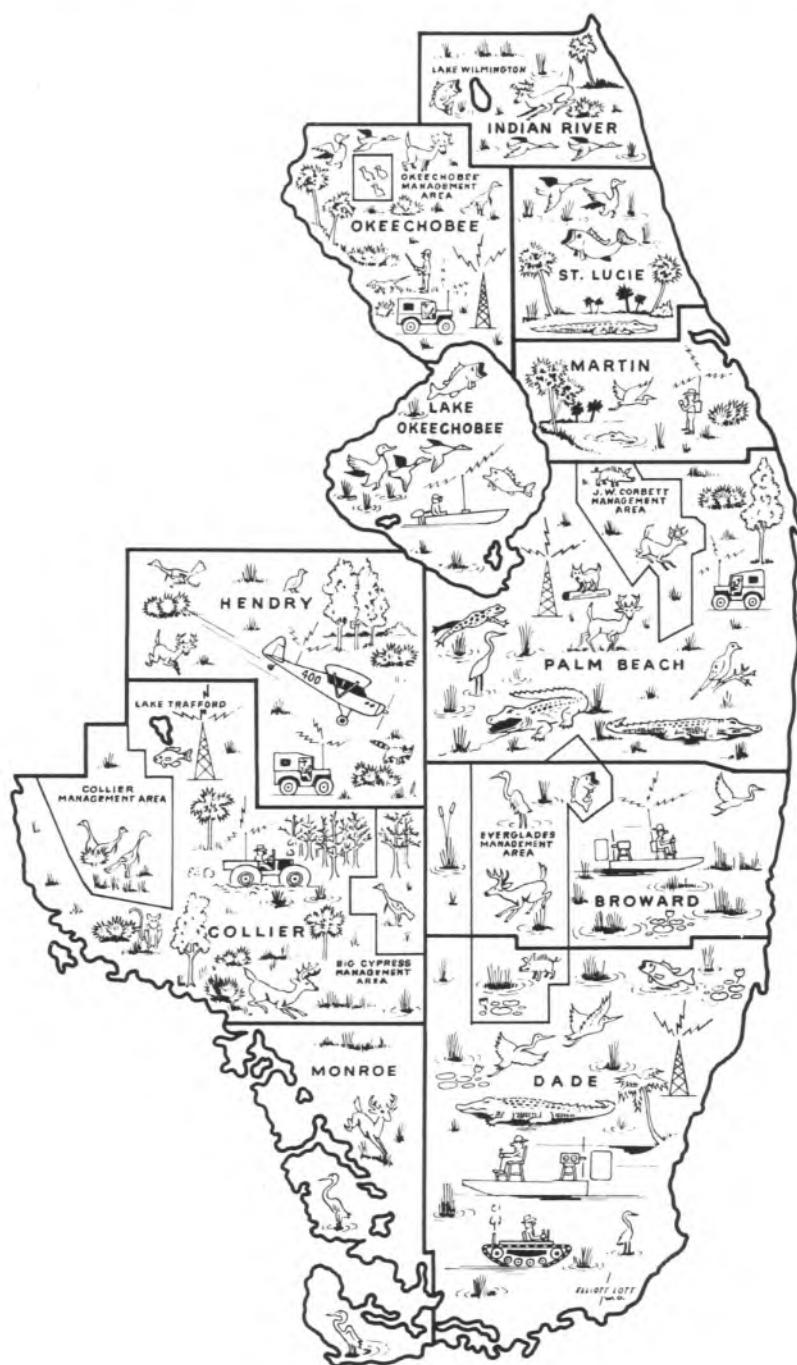 LAKE WILMINGTON
INDIAN RIVER
OKEECHOBEE
MANAGEMENT
AREA
OKEECHOBEE
ST. LUCIE
MARTIN
LAKE
OKEECHOBEE
J.W. CORBETT
MANAGEMENT
AREA
HENDRY
400
PALM BEACH
LAKE TRAFFORD
COLLIER
MANAGEMENT AREA
EVERGLADES
MANAGEMENT
AREA
BROWARD
COLLIER
BIG CYPRESS
MANAGEMENT
AREA
MONROE
DADE
ELLIOTT LOTT